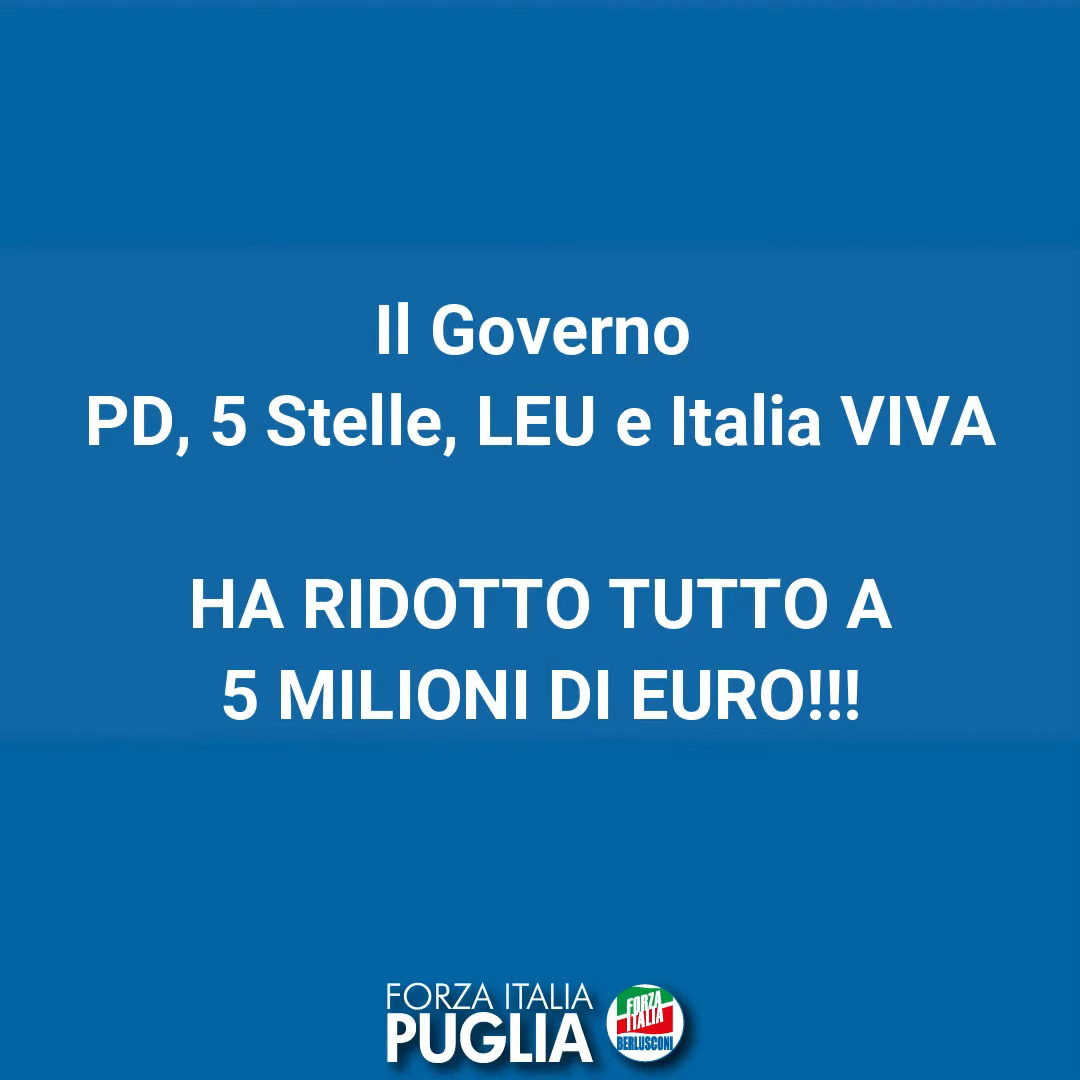 Il Governo
PD, 5 Stelle, LEU e Italia VIVA
HA RIDOTTO TUTTO A
5 MILIONI DI EURO!!!
FORZA ITALIA
PUGLIA
FORZA
ITALIA
BERLUSCONI